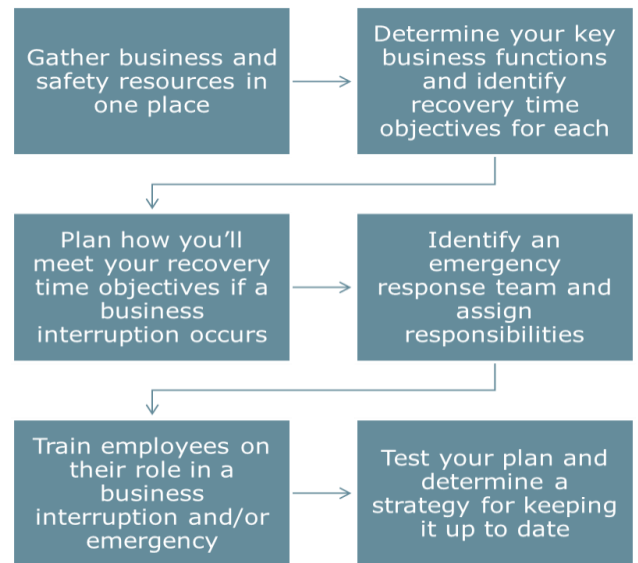 Gather business and
safety resources in
one place
Determine your key
business functions
and identify
recovery time
objectives for each
Plan how you’ll
meet your recovery
time objectives if a
business
interruption occurs
Identify an
emergency
response team and
assign
responsibilities
Train employees on
their role in a
business
interruption and/or
emergency
Test your plan and
determine a
strategy for keeping
it up to date